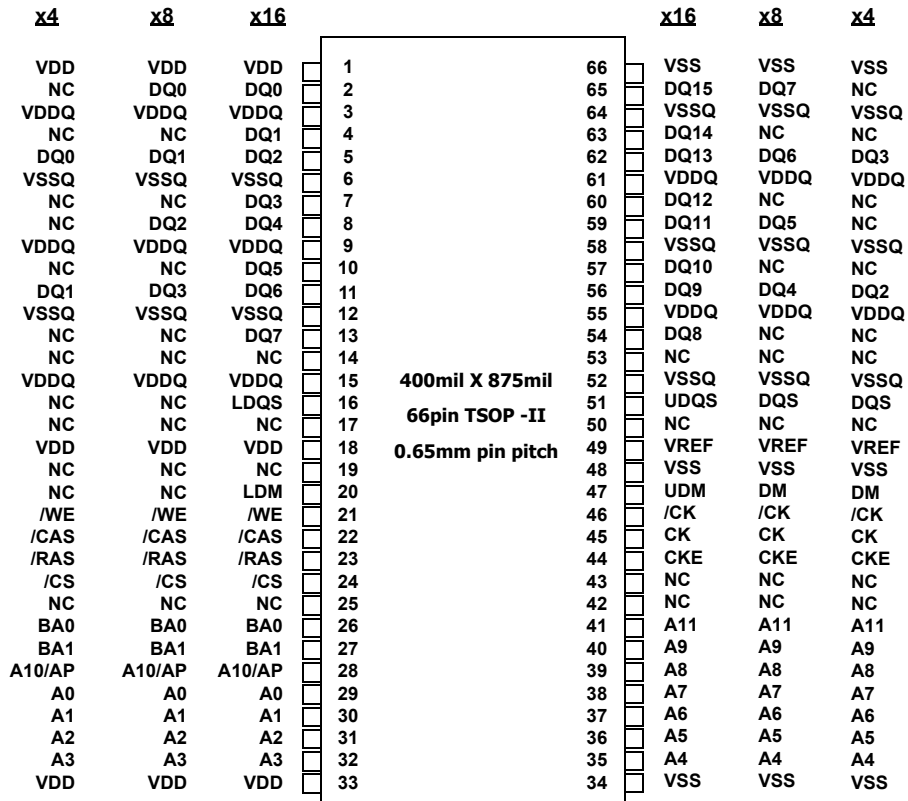 x4 x8 x16 x16 x8 x4
VDD VDD VDD 1 66 VSS VSS VSS
NC DQ0 DQ0 2 65 DQ15 DQ7 NC
VDDQ VDDQ VDDQ 3 64 VSSQ VSSQ VSSQ
NC NC DQ1 4 63 DQ14 NC NC
DQ0 DQ1 DQ2 5 62 DQ13 DQ6 DQ3
VSSQ VSSQ VSSQ 6 61 VDDQ VDDQ VDDQ
NC NC DQ3 7 60 DQ12 NC NC
NC DQ2 DQ4 8 59 DQ11 DQ5 NC
VDDQ VDDQ VDDQ 9 58 VSSQ VSSQ VSSQ
NC NC DQ5 10 57 DQ10 NC NC
DQ1 DQ3 DQ6 11 56 DQ9 DQ4 DQ2
VSSQ VSSQ VSSQ 12 55 VDDQ VDDQ VDDQ
NC NC DQ7 13 54 DQ8 NC NC
NC NC NC 14 53 NC NC NC
VDDQ VDDQ VDDQ 15 400mil X 875mil 52 VSSQ VSSQ VSSQ
NC NC LDQS 16 66pin TSOP -II 51 UDQS DQS DQS
NC NC NC 17 50 NC NC NC
VDD VDD VDD 18 0.65mm pin pitch 49 VREF VREF VREF
NC NC NC 19 48 VSS VSS VSS
NC NC LDM 20 47 UDM DM DM
/WE /WE /WE 21 46 /CK /CK /CK
/CAS /CAS /CAS 22 45 CK CK CK
/RAS /RAS /RAS 23 44 CKE CKE CKE
/CS /CS /CS 24 43 NC NC NC
NC NC NC 25 42 NC NC NC
BA0 BA0 BA0 26 41 A11 A11 A11
BA1 BA1 BA1 27 40 A9 A9 A9
A10/AP A10/AP A10/AP 28 39 A8 A8 A8
A0 A0 A0 29 38 A7 A7 A7
A1 A1 A1 30 37 A6 A6 A6
A2 A2 A2 31 36 A5 A5 A5
A3 A3 A3 32 35 A4 A4 A4
VDD VDD VDD 33 34 VSS VSS VSS